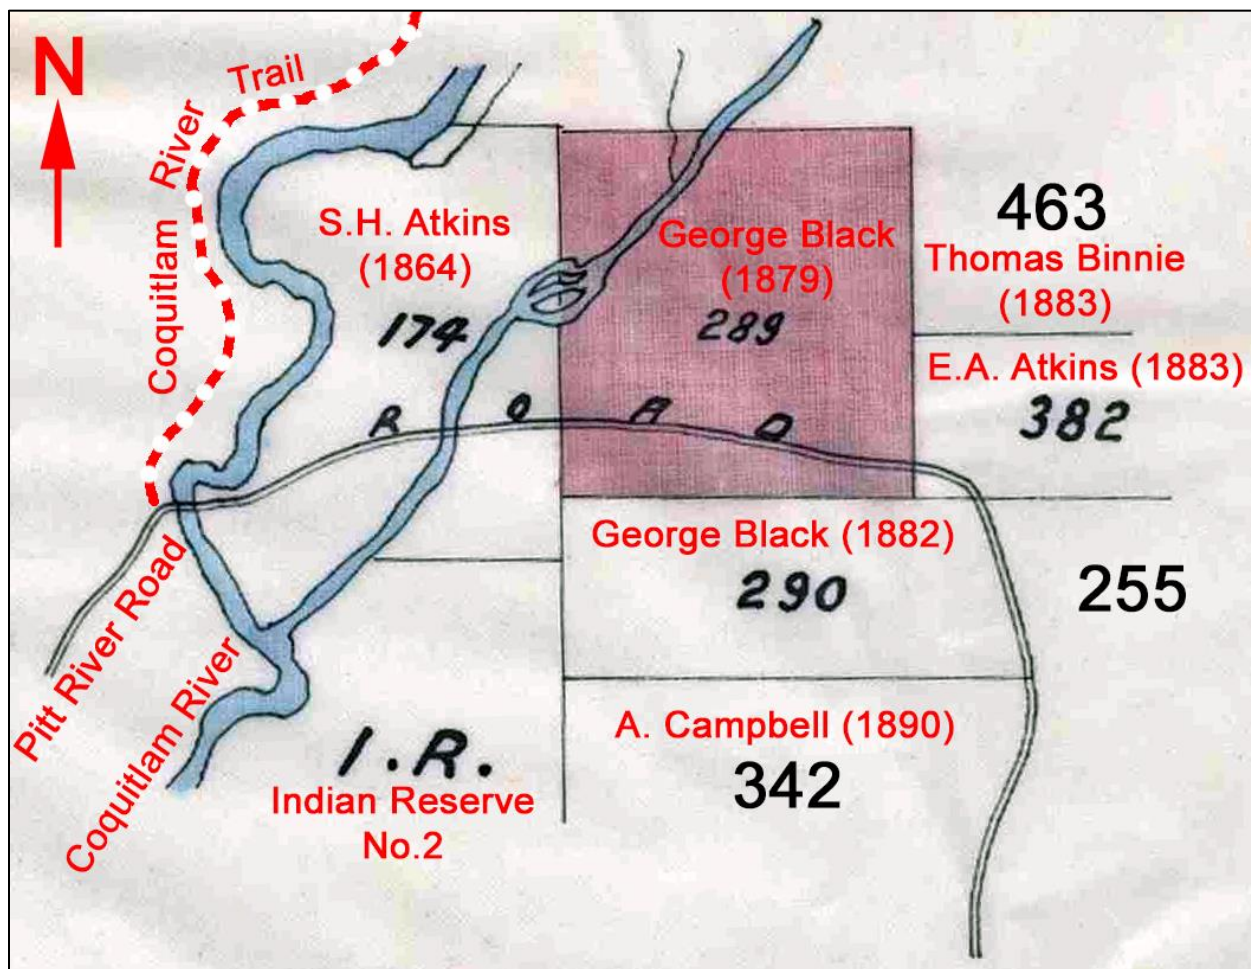 N
Coquitlam River Trail
S.H. Atkins
(1864)
174
George Black
(1879)
289
463
Thomas Binnie
(1883)
E.A. Atkins (1883)
382
R O A D
George Black (1882)
290
255
Pitt River Road
Coquitlam River
A. Campbell (1890)
342
I.R.
Indian Reserve
No.2